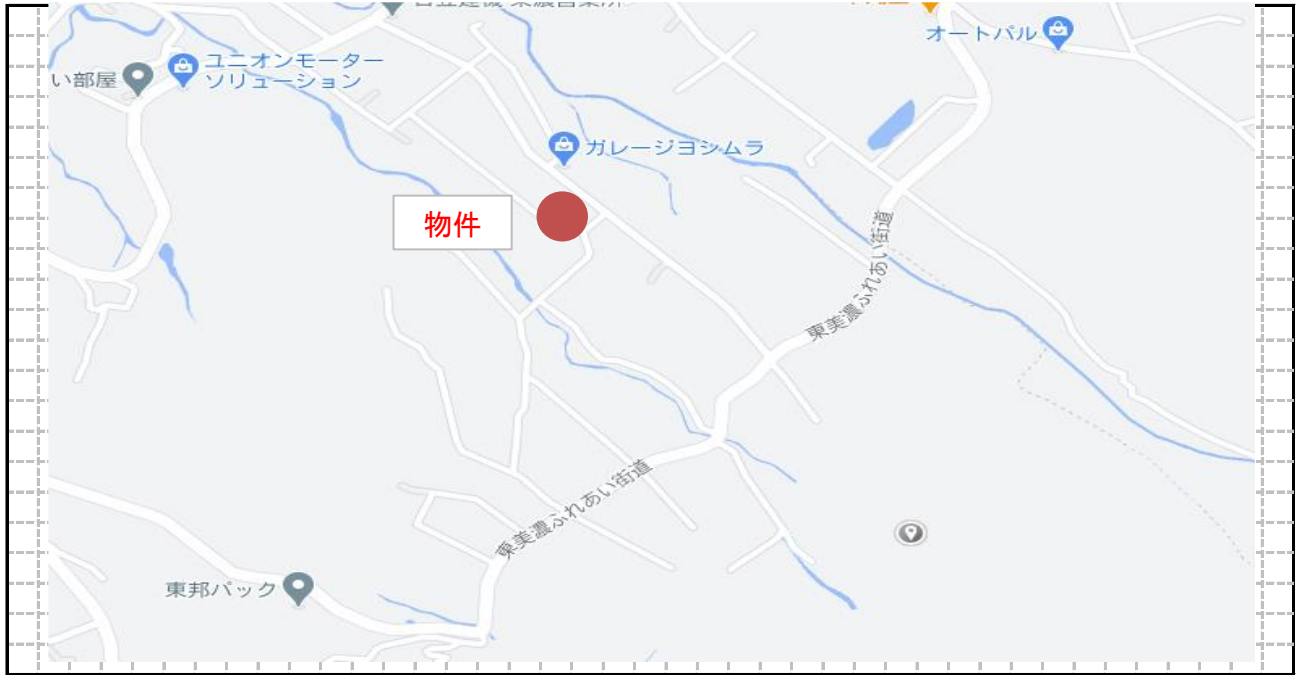 オートパル
ユニオンモーター
ソリューション
い部屋
ガレージヨシムラ
物件
東美濃ふれあい街道
東美濃ふれあい街道
東邦パック